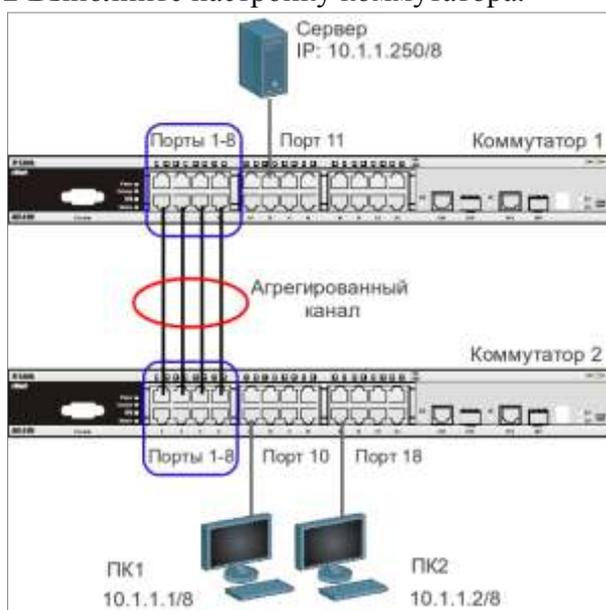 Сервер
IP: 10.1.1.250/8
Порты 1-8
Порт 11
Коммутатор 1
Агрегированный
канал
Коммутатор 2
Порты 1-8
Порт 10
Порт 18
ПК1
10.1.1.1/8
ПК2
10.1.1.2/8